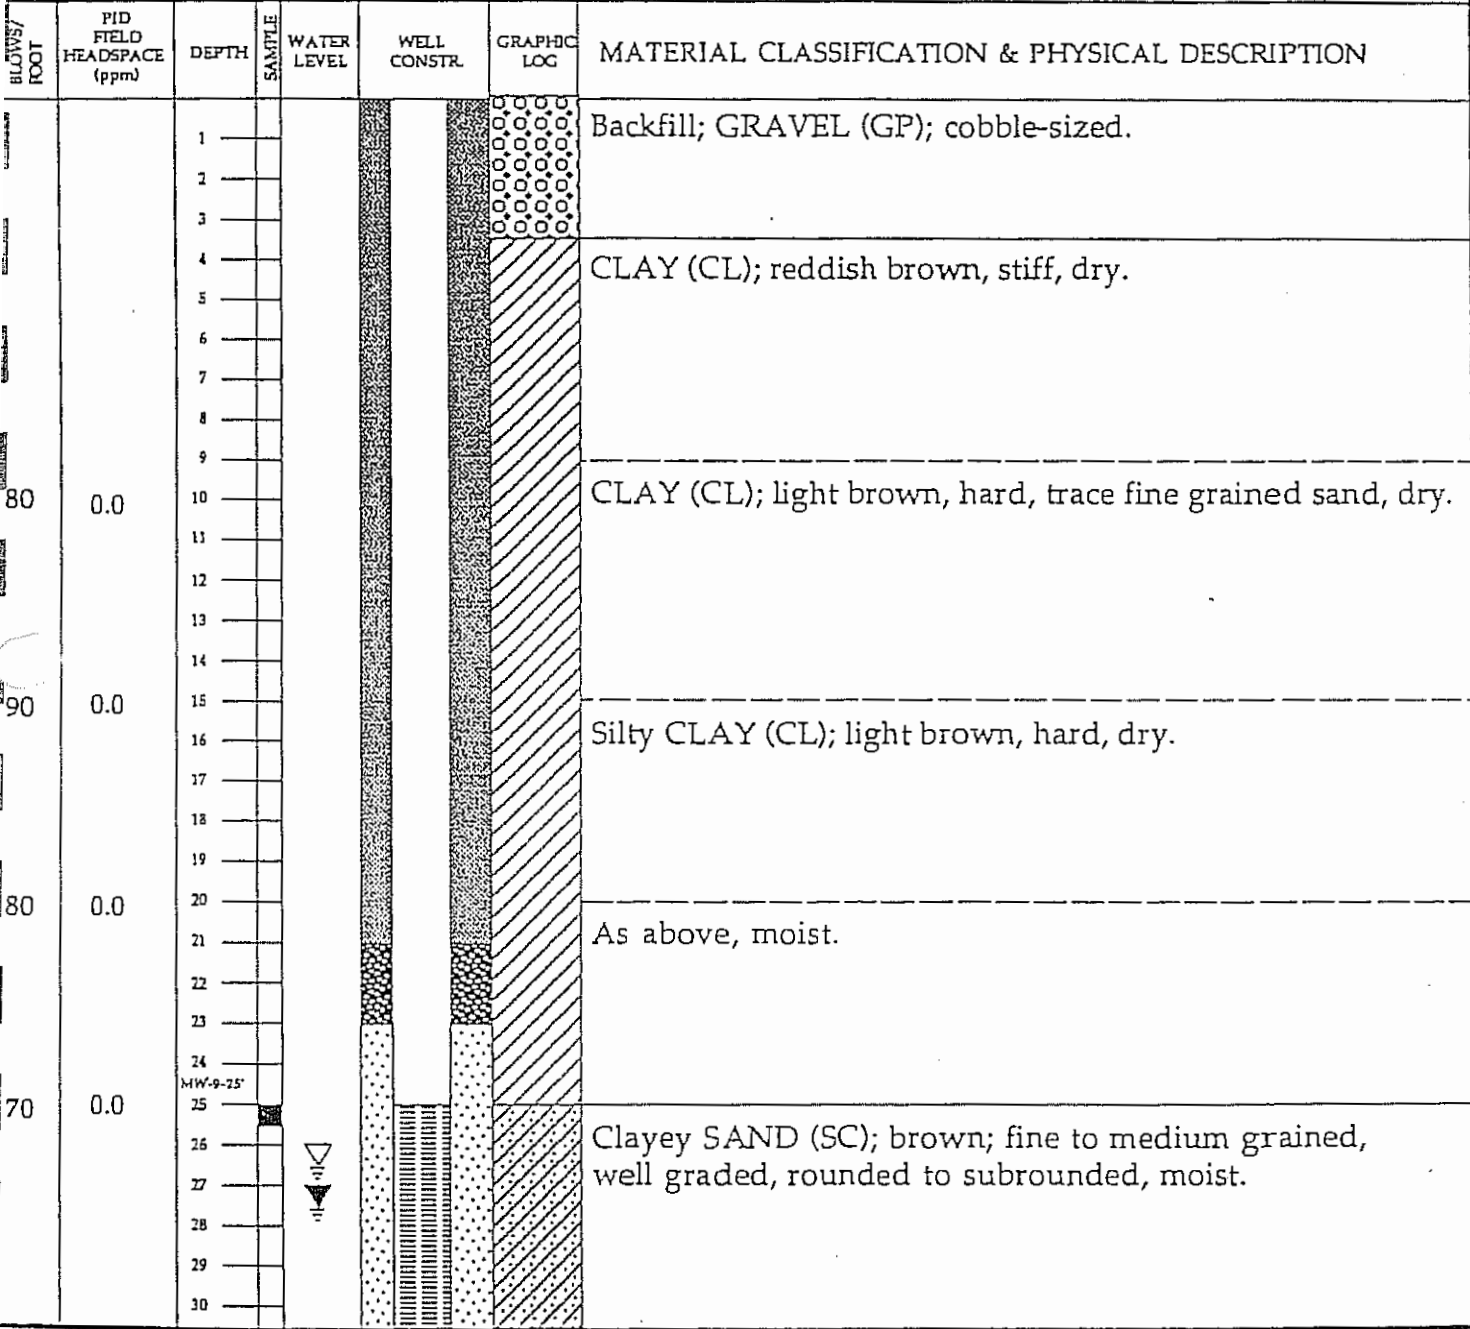 BLOWS/
FOOT
PID
FIELD
HEADSPACE
(ppm)
DEPTH
SAMPLE
WATER
LEVEL
WELL
CONSTR.
GRAPHIC
LOG
MATERIAL CLASSIFICATION & PHYSICAL DESCRIPTION
Backfill; GRAVEL (GP); cobble-sized.
1
2
3
4
CLAY (CL); reddish brown, stiff, dry.
5
6
7
8
9
80 0.0 10 CLAY (CL); light brown, hard, trace fine grained sand, dry.
11
12
13
14
90 0.0 15
16 Silty CLAY (CL); light brown, hard, dry.
17
18
19
80 0.0 20
21 As above, moist.
22
23
24
MW-9-25'
70 0.0 25
26 Clayey SAND (SC); brown; fine to medium grained,
27 well graded, rounded to subrounded, moist.
28
29
30